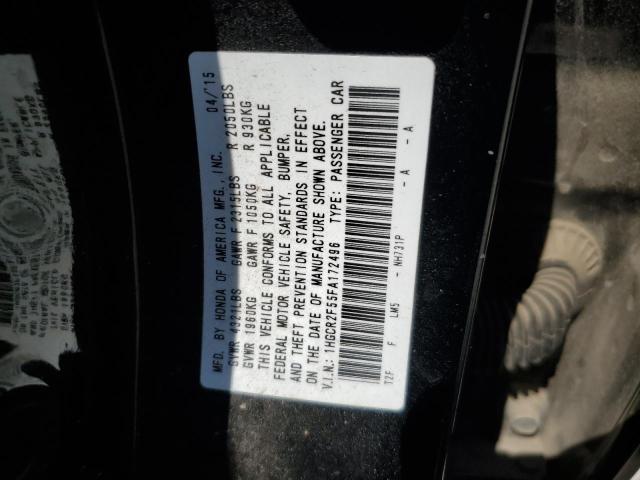 MFD. BY HONDA OF AMERICA MFG., INC. 04/'15
GVWR 4321LBS GAWR F 2315LBS R 2050LBS
GVWR 1960KG GAWR F 1050KG R 930KG
THIS VEHICLE CONFORMS TO ALL APPLICABLE
FEDERAL MOTOR VEHICLE SAFETY, BUMPER,
AND THEFT PREVENTION STANDARDS IN EFFECT
ON THE DATE OF MANUFACTURE SHOWN ABOVE.
V.I.N.: 1HGCR2F55FA172496 TYPE: PASSENGER CAR
T2F F LM5 - NH731P - A - A